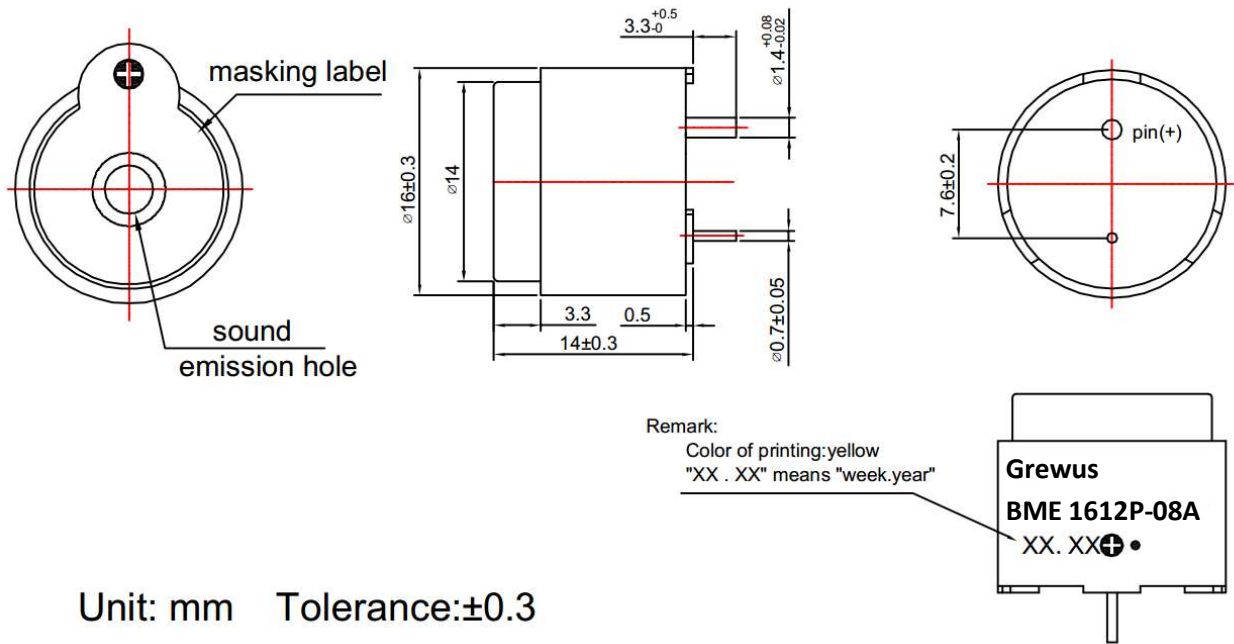 masking label
sound
emission hole
3.3 +0.5 -0
⌀1.4 +0.08 -0.02
⌀16±0.3
⌀14
3.3
0.5
14±0.3
⌀0.7±0.05
7.6±0.2
pin(+)
Remark:
Color of printing:yellow
"XX . XX" means "week.year"
Grewus
BME 1612P-08A
XX. XX
Unit: mm Tolerance:±0.3